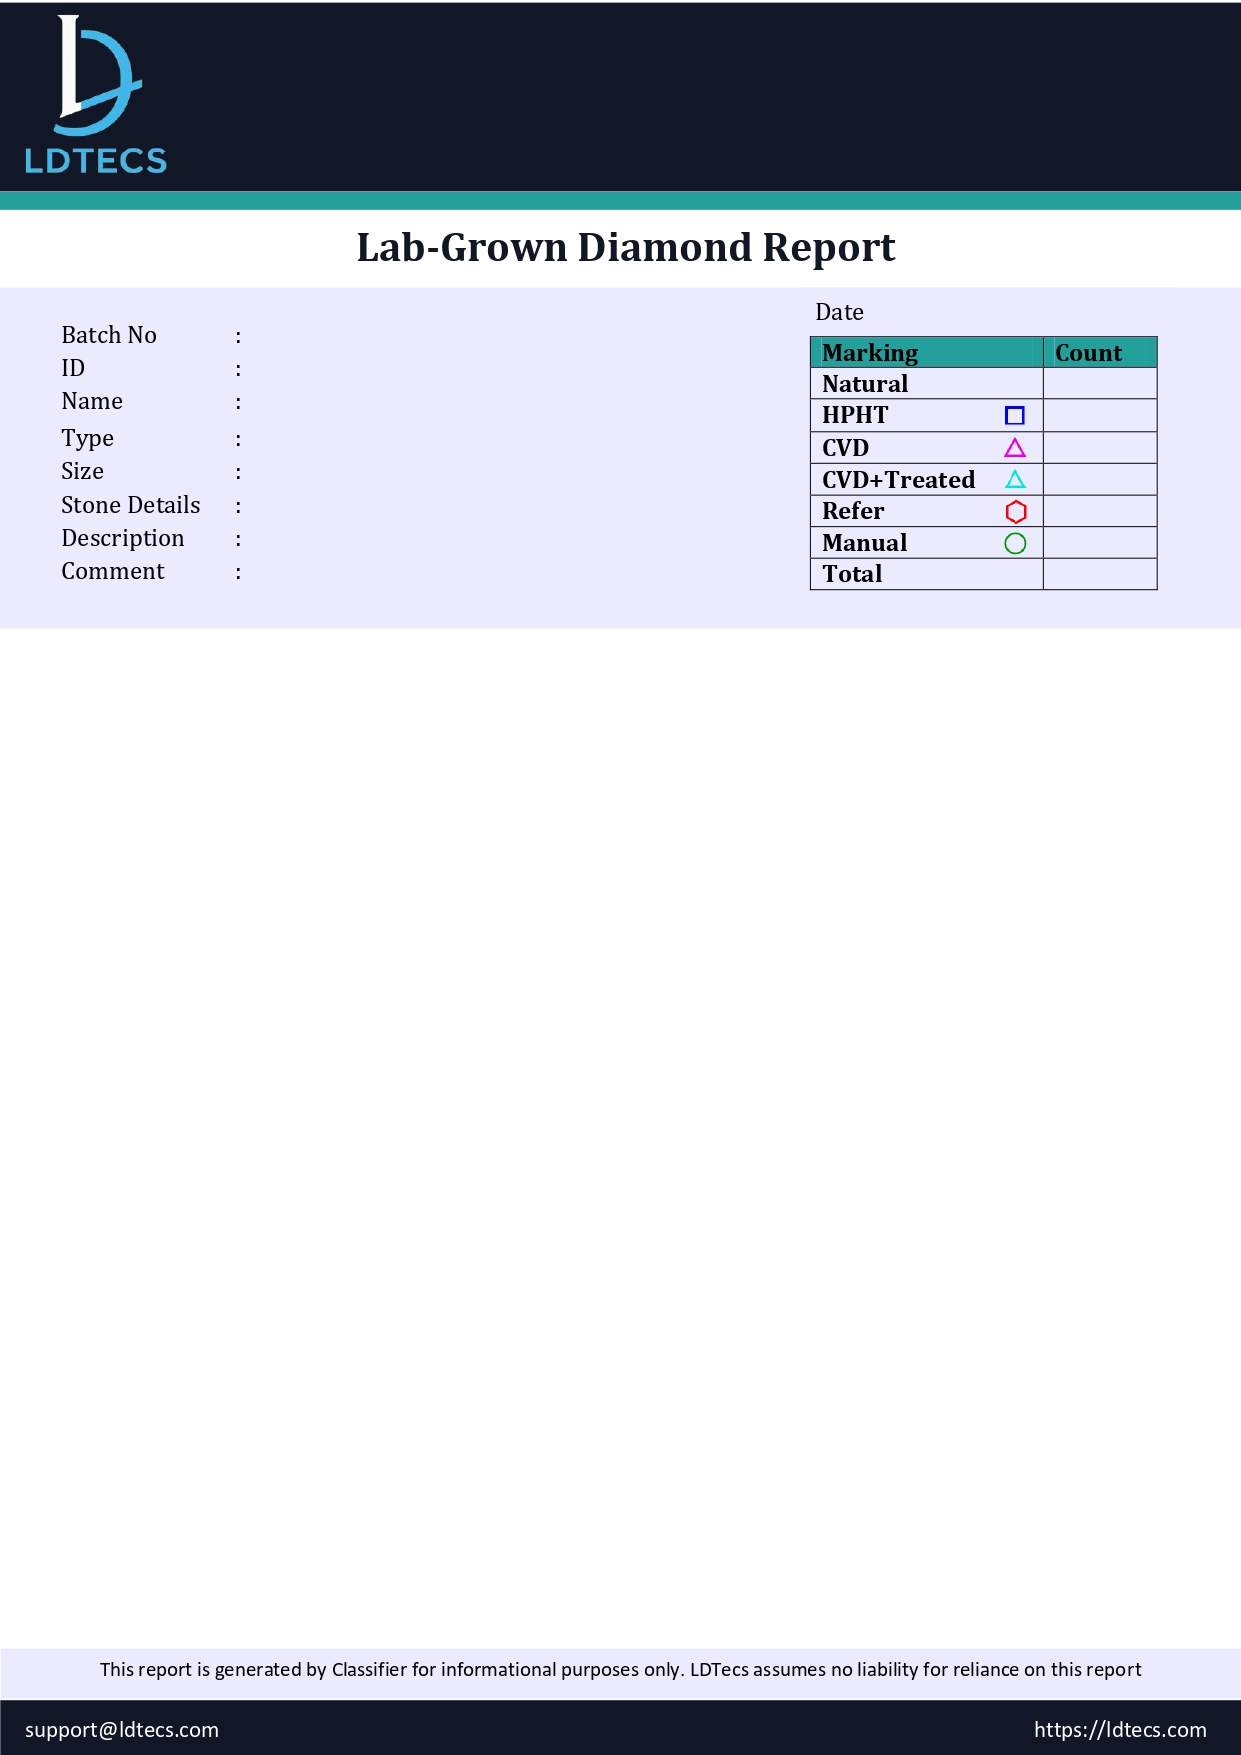 LDTECS
Lab-Grown Diamond Report
Batch No :
ID :
Name :
Type :
Size :
Stone Details :
Description :
Comment :
Date
Marking Count
Natural
HPHT
CVD
CVD+Treated
Refer
Manual
Total
This report is generated by Classifier for informational purposes only. LDTecs assumes no liability for reliance on this report
support@ldtecs.com
https://ldtecs.com